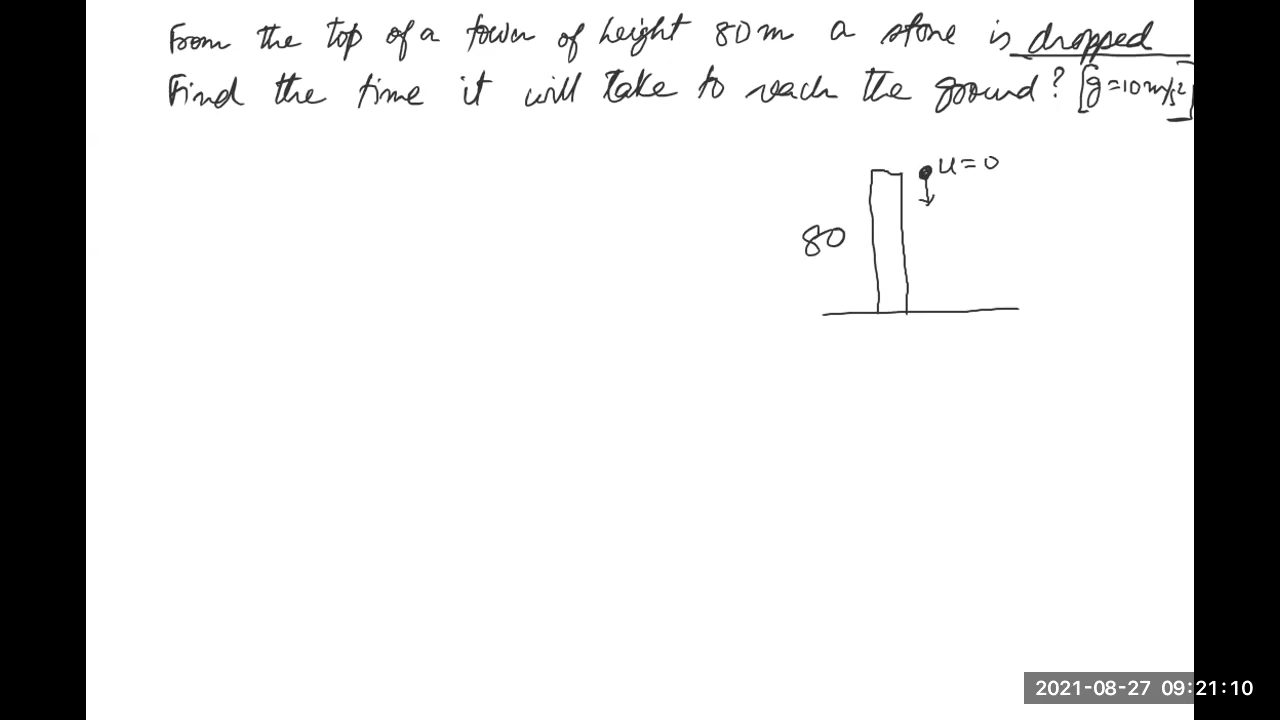 From the top of a tower of height 80m a stone is dropped
Find the time it will take to reach the ground? [g=10m/s²]
u=0
80
2021-08-27 09:21:10